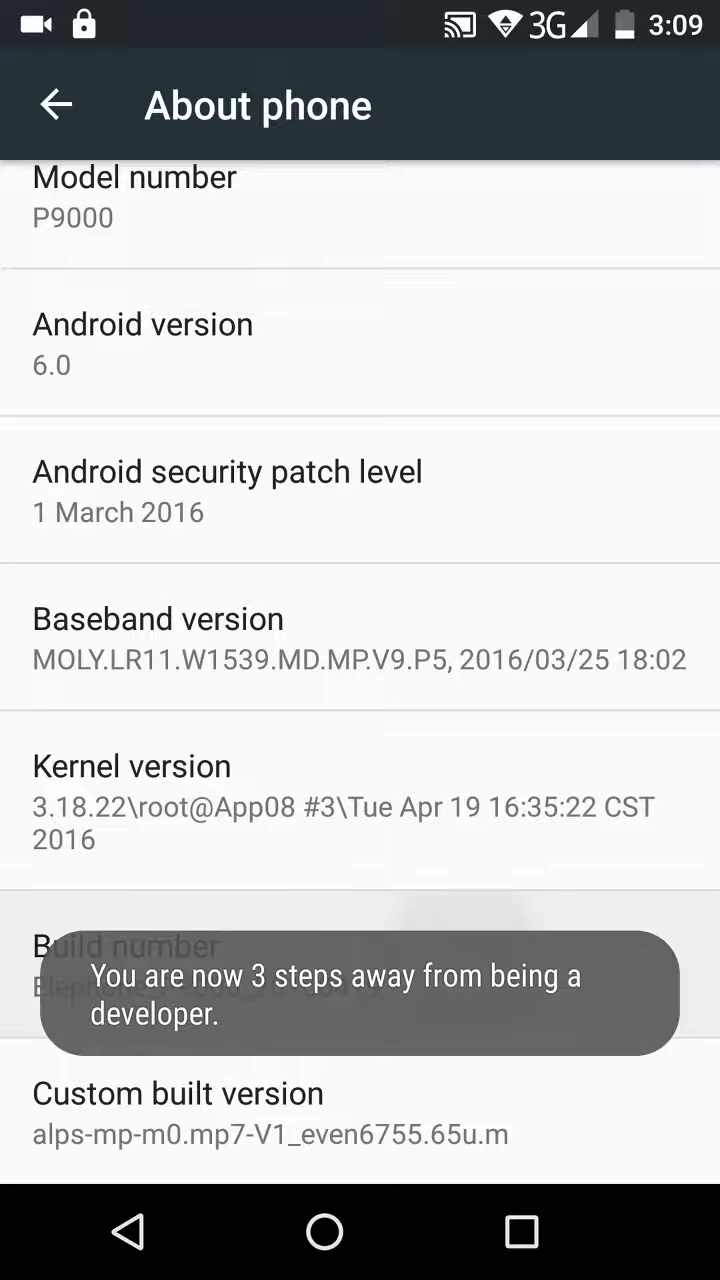 3G 3:09
About phone
Model number
P9000
Android version
6.0
Android security patch level
1 March 2016
Baseband version
MOLY.LR11.W1539.MD.MP.V9.P5, 2016/03/25 18:02
Kernel version
3.18.22\root@App08 #3\Tue Apr 19 16:35:22 CST
2016
Build number
You are now 3 steps away from being a
developer.
Custom built version
alps-mp-m0.mp7-V1_even6755.65u.m